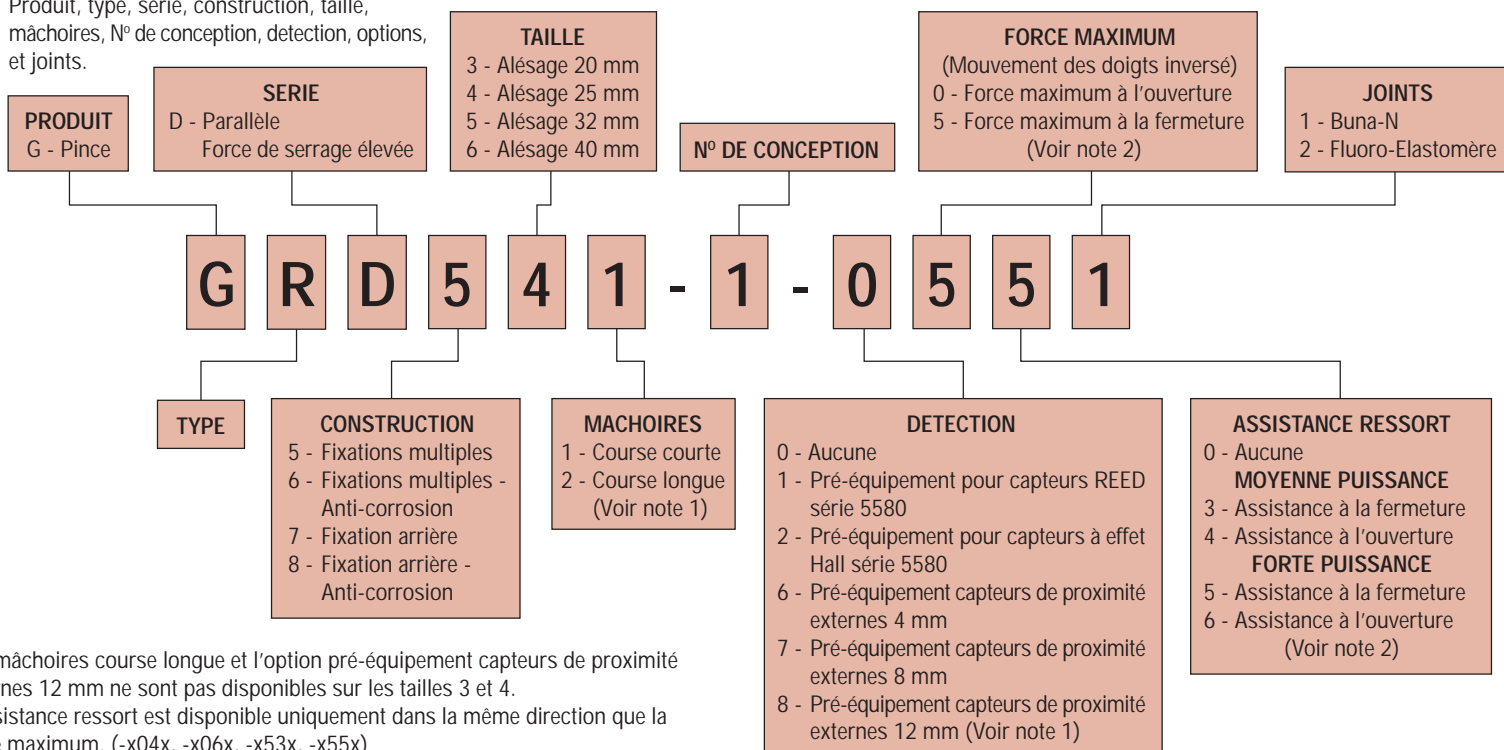 Produit, type, série, construction, taille,
mâchoires, Nº de conception, detection, options,
et joints.
PRODUIT
G - Pince
SERIE
D - Parallèle
Force de serrage élevée
TAILLE
3 - Alésage 20 mm
4 - Alésage 25 mm
5 - Alésage 32 mm
6 - Alésage 40 mm
Nº DE CONCEPTION
FORCE MAXIMUM
(Mouvement des doigts inversé)
0 - Force maximum à l'ouverture
5 - Force maximum à la fermeture
(Voir note 2)
JOINTS
1 - Buna-N
2 - Fluoro-Elastomère
G R D 5 4 1 - 1 - 0 5 5 1
TYPE
CONSTRUCTION
5 - Fixations multiples
6 - Fixations multiples -
Anti-corrosion
7 - Fixation arrière
8 - Fixation arrière -
Anti-corrosion
MACHOIRES
1 - Course courte
2 - Course longue
(Voir note 1)
DETECTION
0 - Aucune
1 - Pré-équipement pour capteurs REED
série 5580
2 - Pré-équipement pour capteurs à effet
Hall série 5580
6 - Pré-équipement capteurs de proximité
externes 4 mm
7 - Pré-équipement capteurs de proximité
externes 8 mm
8 - Pré-équipement capteurs de proximité
externes 12 mm (Voir note 1)
ASSISTANCE RESSORT
0 - Aucune
MOYENNE PUISSANCE
3 - Assistance à la fermeture
4 - Assistance à l'ouverture
FORTE PUISSANCE
5 - Assistance à la fermeture
6 - Assistance à l'ouverture
(Voir note 2)
mâchoires course longue et l'option pré-équipement capteurs de proximité
rnes 12 mm ne sont pas disponibles sur les tailles 3 et 4.
sistance ressort est disponible uniquement dans la même direction que la
e maximum. (-x04x, -x06x, -x53x, -x55x)